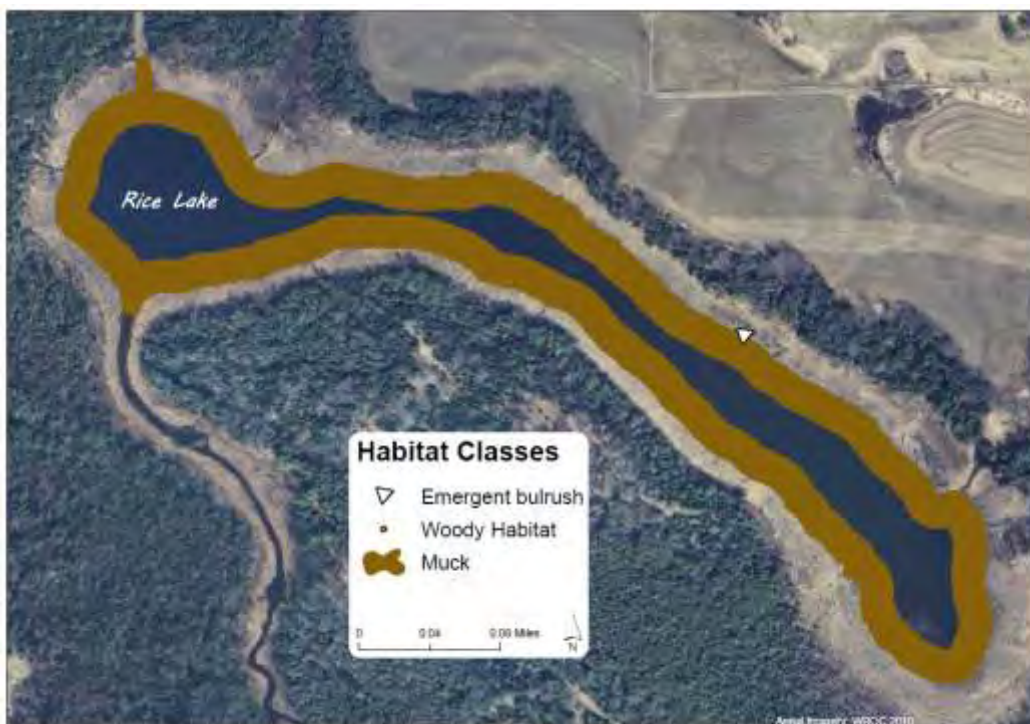 Rice Lake
Habitat Classes
Emergent bulrush
Woody Habitat
Muck
0 0.04 0.08 Miles
N
Aerial Imagery: WROC 2010